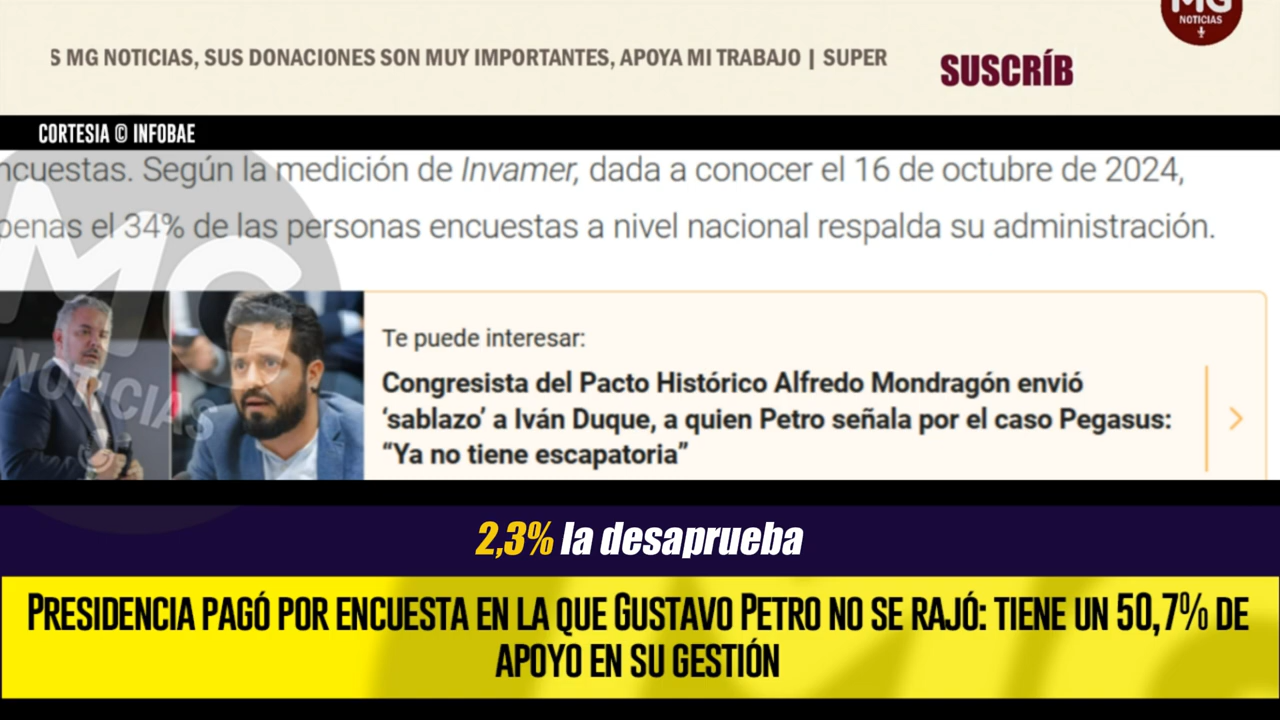 MG
NOTICIAS
S MG NOTICIAS, SUS DONACIONES SON MUY IMPORTANTES, APOYA MI TRABAJO | SUPER
SUSCRÍB
CORTESIA © INFOBAE
ncuestas. Según la medición de Invamer, dada a conocer el 16 de octubre de 2024,
penas el 34% de las personas encuestas a nivel nacional respalda su administración.
MG
NOTICIAS
Te puede interesar:
Congresista del Pacto Histórico Alfredo Mondragón envió
‘sablazo’ a Iván Duque, a quien Petro señala por el caso Pegasus:
“Ya no tiene escapatoria”
2,3% la desaprueba
PRESIDENCIA PAGÓ POR ENCUESTA EN LA QUE GUSTAVO PETRO NO SE RAJÓ: TIENE UN 50,7% DE
APOYO EN SU GESTIÓN